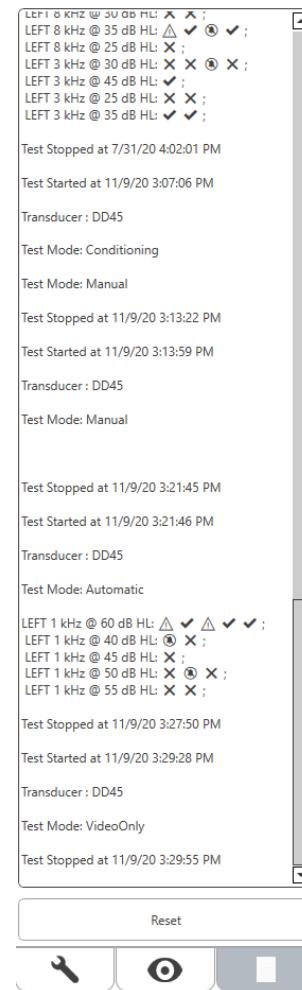 LEFT 8 kHz @ 30 dB HL: ✗ ✗ ;
LEFT 8 kHz @ 35 dB HL: ⚠ ✔ 🔕 ✔ ;
LEFT 8 kHz @ 25 dB HL: ✗ ;
LEFT 3 kHz @ 30 dB HL: ✗ ✗ 🔕 ✗ ;
LEFT 3 kHz @ 45 dB HL: ✔ ;
LEFT 3 kHz @ 25 dB HL: ✗ ✗ ;
LEFT 3 kHz @ 35 dB HL: ✔ ✔ ;
Test Stopped at 7/31/20 4:02:01 PM
Test Started at 11/9/20 3:07:06 PM
Transducer : DD45
Test Mode: Conditioning
Test Mode: Manual
Test Stopped at 11/9/20 3:13:22 PM
Test Started at 11/9/20 3:13:59 PM
Transducer : DD45
Test Mode: Manual
Test Stopped at 11/9/20 3:21:45 PM
Test Started at 11/9/20 3:21:46 PM
Transducer : DD45
Test Mode: Automatic
LEFT 1 kHz @ 60 dB HL: ⚠ ✔ ⚠ ✔ ✔ ;
LEFT 1 kHz @ 40 dB HL: 🔕 ✗ ;
LEFT 1 kHz @ 45 dB HL: ✗ ;
LEFT 1 kHz @ 50 dB HL: ✗ 🔕 ✗ ;
LEFT 1 kHz @ 55 dB HL: ✗ ✗ ;
Test Stopped at 11/9/20 3:27:50 PM
Test Started at 11/9/20 3:29:28 PM
Transducer : DD45
Test Mode: VideoOnly
Test Stopped at 11/9/20 3:29:55 PM
Reset